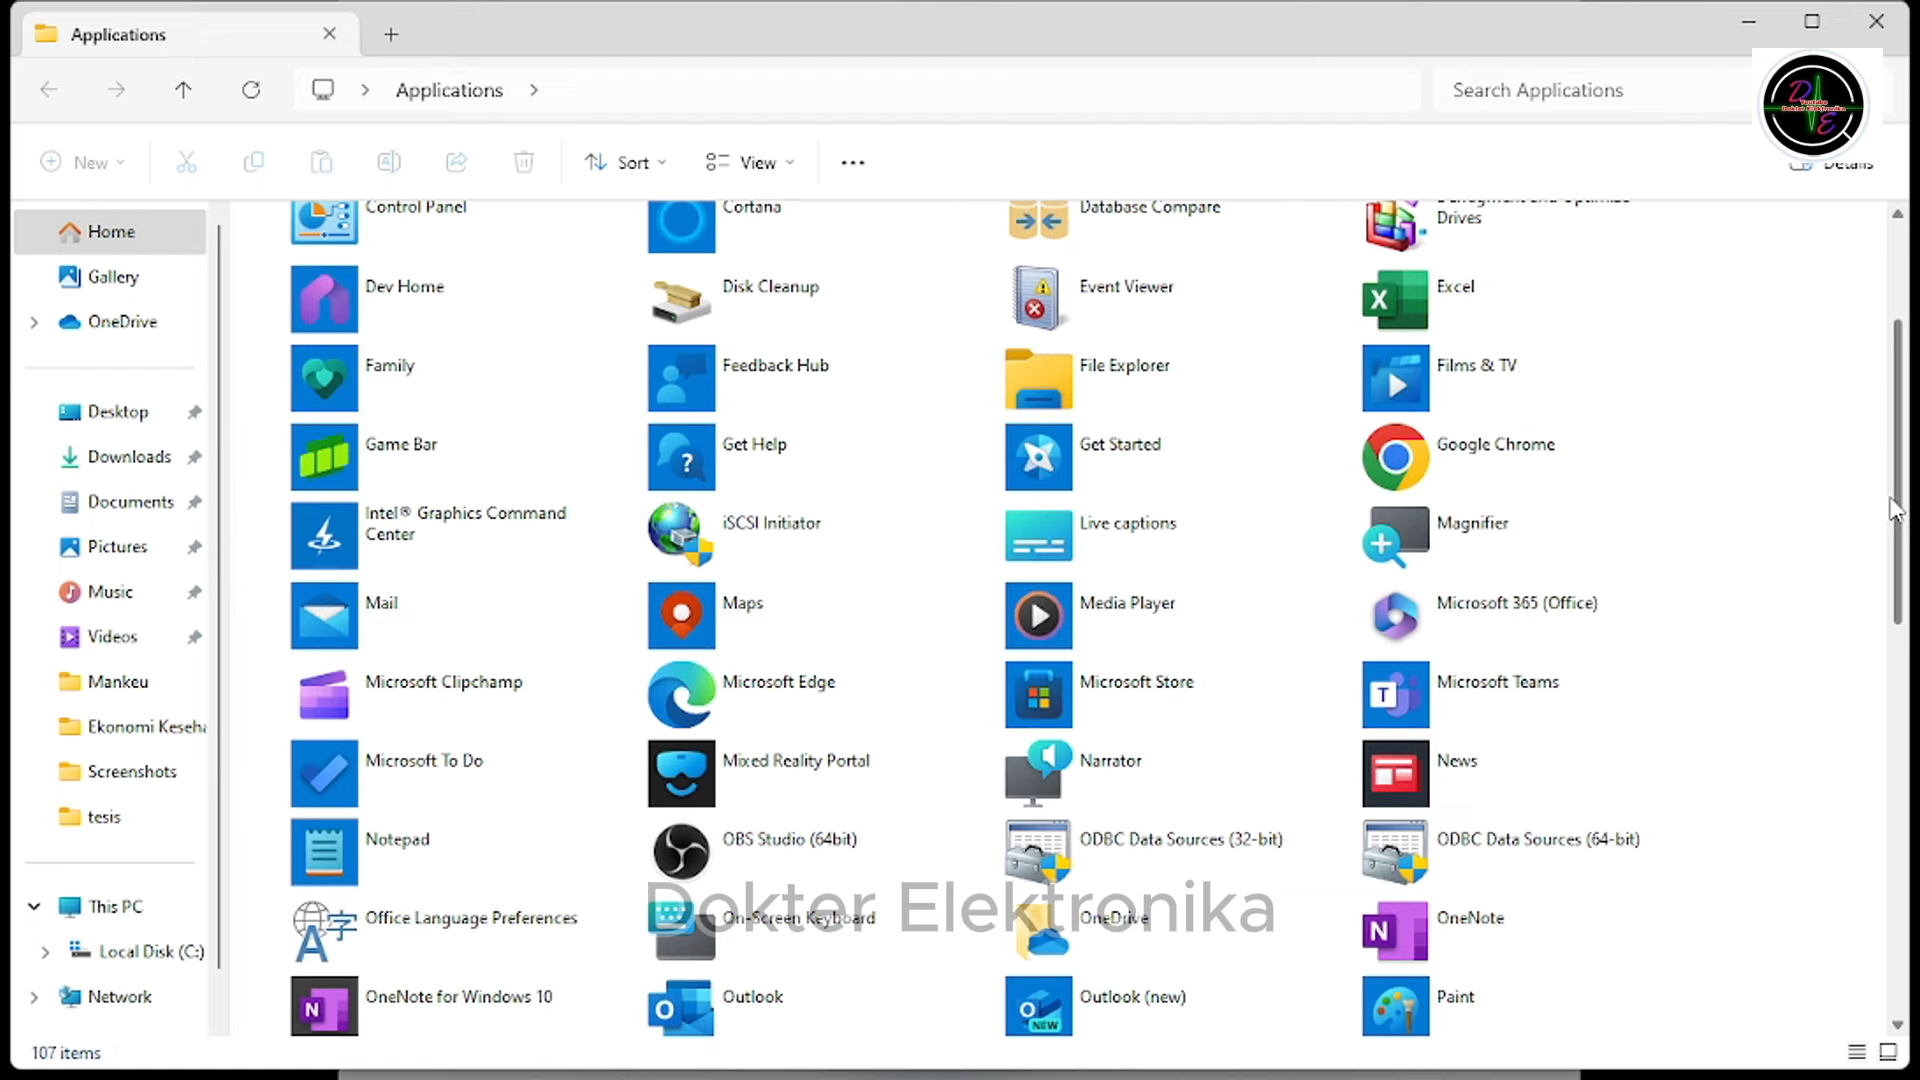 Applications
Applications
Search Applications
New
Sort
View
Details
Home
Gallery
OneDrive
Desktop
Downloads
Documents
Pictures
Music
Videos
Mankeu
Ekonomi Keseha
Screenshots
tesis
This PC
Local Disk (C:)
Network
Control Panel
Cortana
Database Compare
Drives
Dev Home
Disk Cleanup
Event Viewer
Excel
Family
Feedback Hub
File Explorer
Films & TV
Game Bar
Get Help
Get Started
Google Chrome
Intel® Graphics Command
Center
iSCSI Initiator
Live captions
Magnifier
Mail
Maps
Media Player
Microsoft 365 (Office)
Microsoft Clipchamp
Microsoft Edge
Microsoft Store
Microsoft Teams
Microsoft To Do
Mixed Reality Portal
Narrator
News
Notepad
OBS Studio (64bit)
ODBC Data Sources (32-bit)
ODBC Data Sources (64-bit)
Office Language Preferences
On-Screen Keyboard
OneDrive
OneNote
Dokter Elektronika
OneNote for Windows 10
Outlook
Outlook (new)
NEW
Paint
107 items